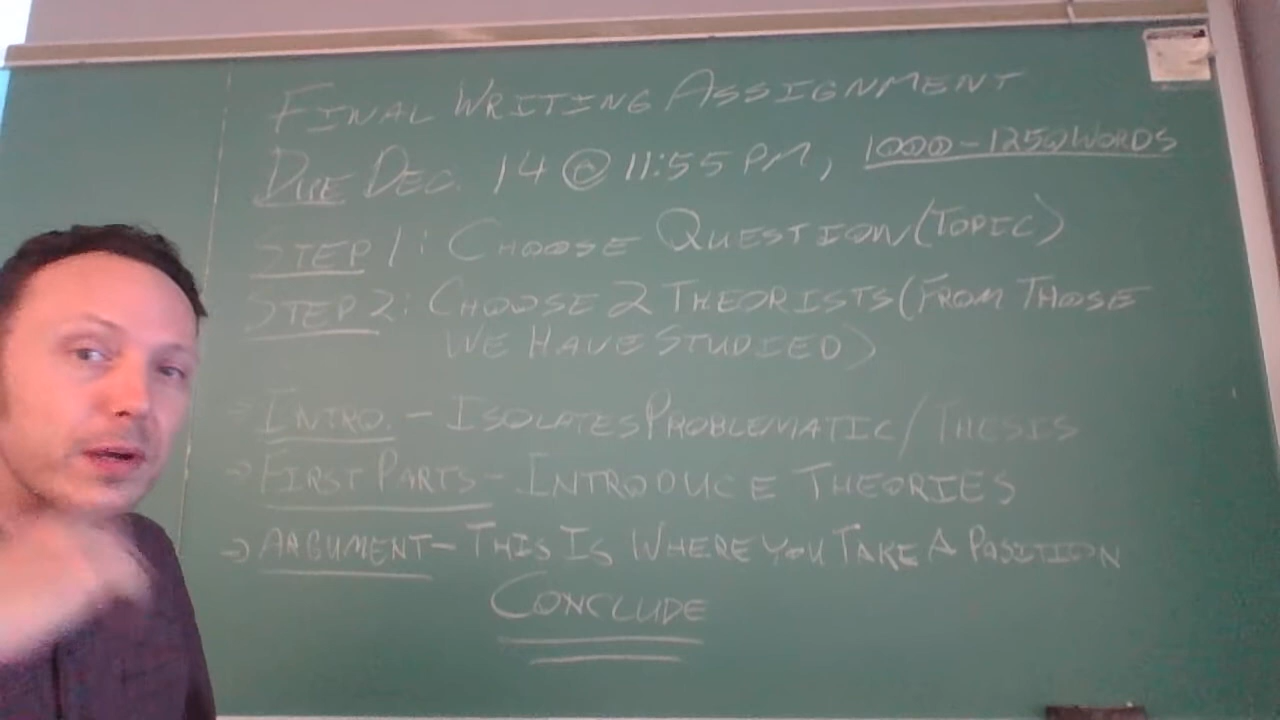 FINAL WRITING ASSIGNMENT
DUE DEC. 14 @ 11:55 PM, 1000-1250 WORDS
STEP 1: CHOOSE QUESTION (TOPIC)
STEP 2: CHOOSE 2 THEORISTS (FROM THOSE
WE HAVE STUDIED)
→ INTRO. - ISOLATES PROBLEMATIC/THESIS
→ FIRST PARTS - INTRODUCE THEORIES
→ ARGUMENT - THIS IS WHERE YOU TAKE A POSITION
CONCLUDE